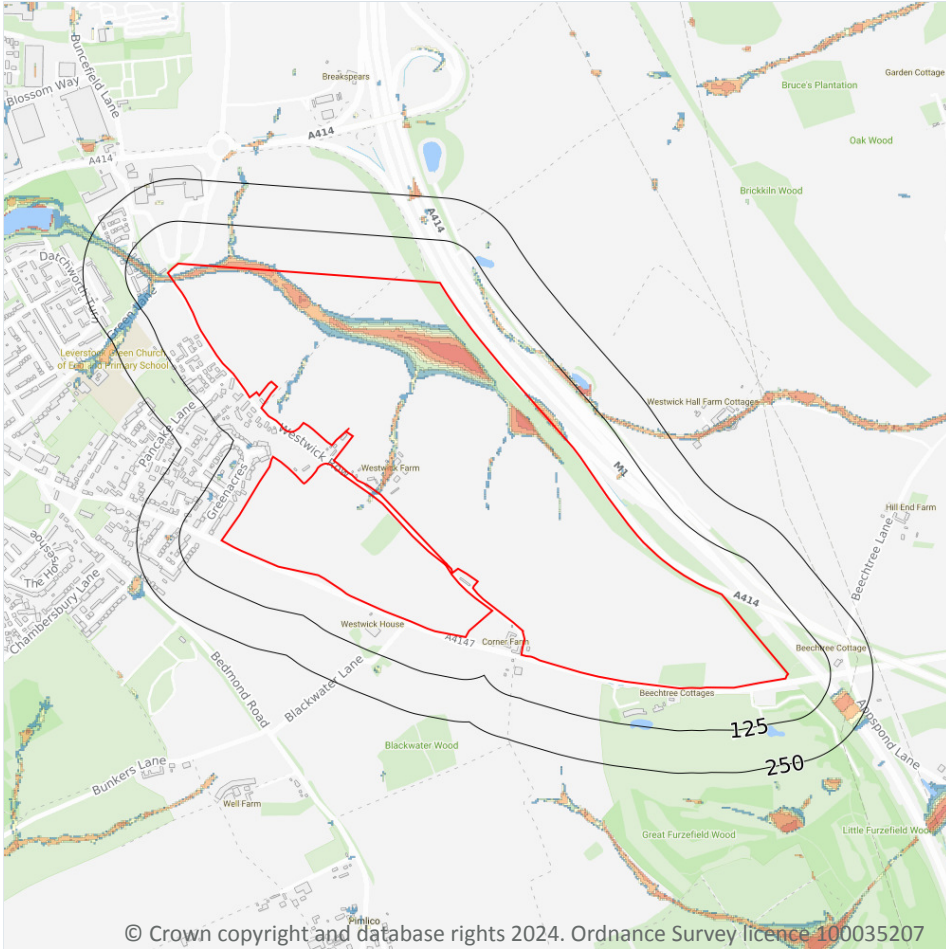 Buncefield Lane
Blossom Way
Breakspears
Garden Cottage
Bruce's Plantation
A414
A414
Oak Wood
Brickkiln Wood
A414
Datchworth Turn
Green Lane
Leverstock Green Church
of England Primary School
Pancake Lane
Westwick Hall Farm Cottages
Westwick Row
Westwick Farm
M1
Greenacres
Hill End Farm
Beechtree Lane
The Horseshoe
Chambersbury Lane
A414
Westwick House
A4147
Corner Farm
Beechtree Cottage
Bedmond Road
Blackwater Lane
Beechtree Cottages
Appspond Lane
125
Blackwater Wood
250
Bunkers Lane
Well Farm
Great Furzefield Wood
Little Furzefield Wood
Pimlico
© Crown copyright and database rights 2024. Ordnance Survey licence 100035207